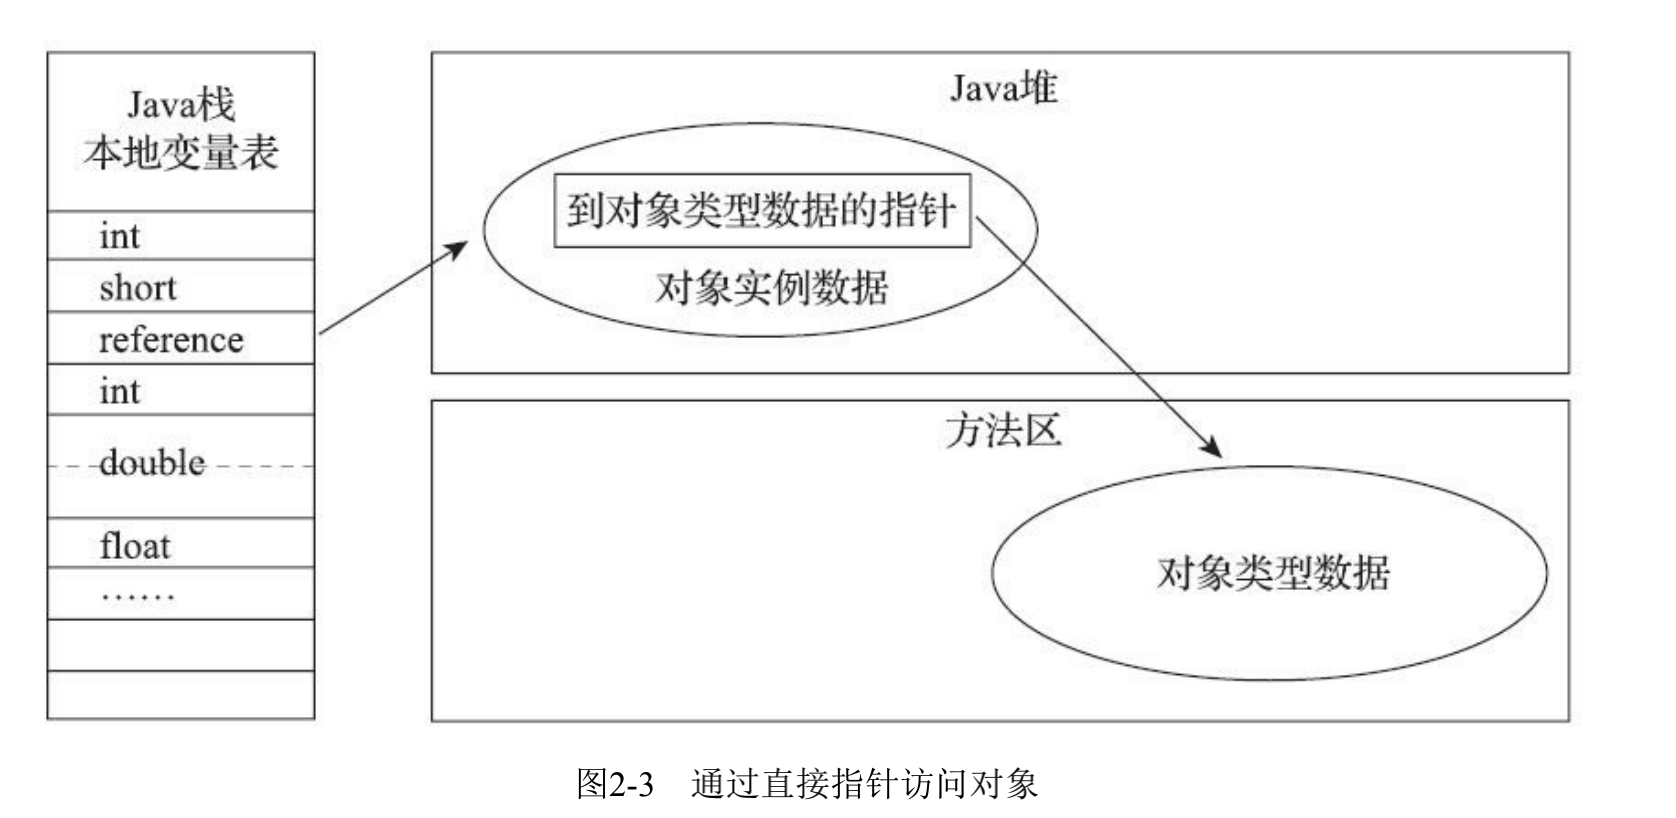 Java栈
本地变量表
int
short
reference
int
double
float
……
Java堆
到对象类型数据的指针
对象实例数据
方法区
对象类型数据
图2-3 通过直接指针访问对象